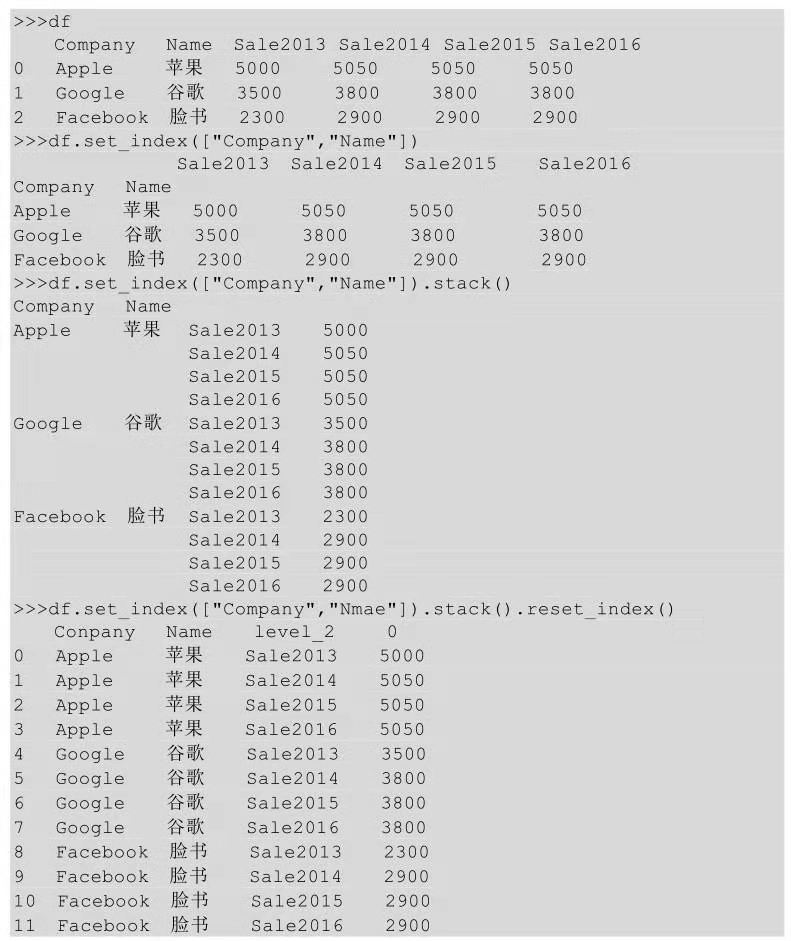 >>>df
Company Name Sale2013 Sale2014 Sale2015 Sale2016
0 Apple 苹果 5000 5050 5050 5050
1 Google 谷歌 3500 3800 3800 3800
2 Facebook 脸书 2300 2900 2900 2900
>>>df.set_index(["Company","Name"])
Sale2013 Sale2014 Sale2015 Sale2016
Company Name
Apple 苹果 5000 5050 5050 5050
Google 谷歌 3500 3800 3800 3800
Facebook 脸书 2300 2900 2900 2900
>>>df.set_index(["Company","Name"]).stack()
Company Name
Apple 苹果 Sale2013 5000
Sale2014 5050
Sale2015 5050
Sale2016 5050
Google 谷歌 Sale2013 3500
Sale2014 3800
Sale2015 3800
Sale2016 3800
Facebook 脸书 Sale2013 2300
Sale2014 2900
Sale2015 2900
Sale2016 2900
>>>df.set_index(["Company","Nmae"]).stack().reset_index()
Conpany Name level_2 0
0 Apple 苹果 Sale2013 5000
1 Apple 苹果 Sale2014 5050
2 Apple 苹果 Sale2015 5050
3 Apple 苹果 Sale2016 5050
4 Google 谷歌 Sale2013 3500
5 Google 谷歌 Sale2014 3800
6 Google 谷歌 Sale2015 3800
7 Google 谷歌 Sale2016 3800
8 Facebook 脸书 Sale2013 2300
9 Facebook 脸书 Sale2014 2900
10 Facebook 脸书 Sale2015 2900
11 Facebook 脸书 Sale2016 2900